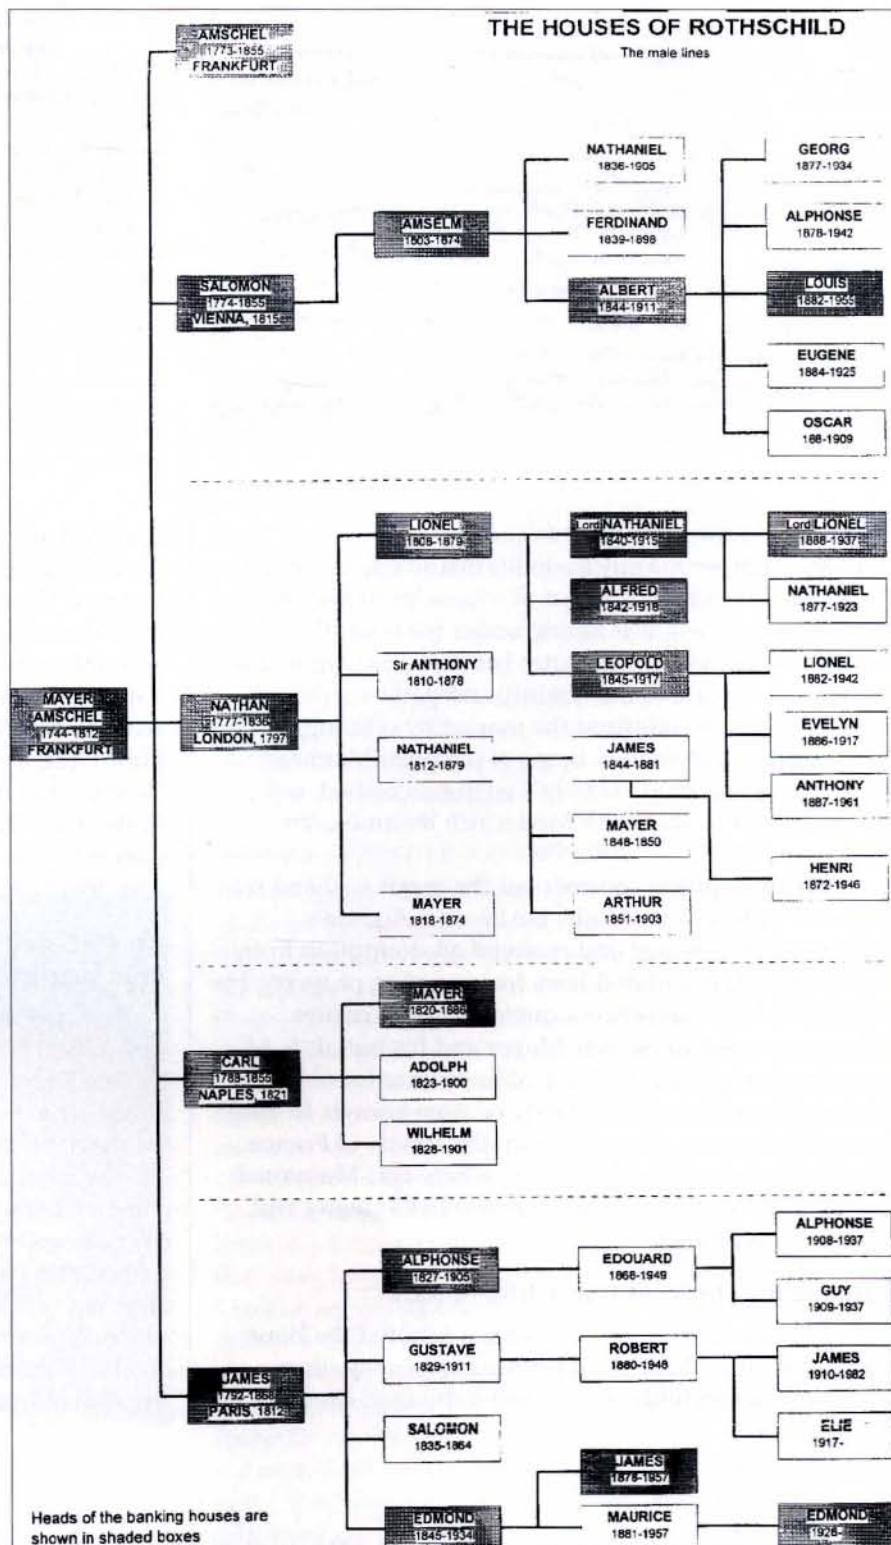 THE HOUSES OF ROTHSCHILD
The male lines
AMSCHEL
1773-1855
FRANKFURT
SALOMON
1774-1855
VIENNA, 1815
AMSELM
1803-1874
NATHANIEL
1836-1905
FERDINAND
1839-1898
ALBERT
1844-1911
GEORG
1877-1934
ALPHONSE
1878-1942
LOUIS
1882-1955
EUGENE
1884-1925
OSCAR
188-1909
MAYER
AMSCHEL
1744-1812
FRANKFURT
NATHAN
1777-1836
LONDON, 1797
LIONEL
1808-1879
Sir ANTHONY
1810-1878
NATHANIEL
1812-1879
MAYER
1818-1874
Lord NATHANIEL
1840-1915
ALFRED
1842-1918
LEOPOLD
1845-1917
JAMES
1844-1881
MAYER
1848-1850
ARTHUR
1851-1903
Lord LIONEL
1888-1937
NATHANIEL
1877-1923
LIONEL
1882-1942
EVELYN
1886-1917
ANTHONY
1887-1961
HENRI
1872-1946
CARL
1788-1855
NAPLES, 1821
MAYER
1820-1886
ADOLPH
1823-1900
WILHELM
1828-1901
JAMES
1792-1868
PARIS, 1812
ALPHONSE
1827-1905
GUSTAVE
1829-1911
SALOMON
1835-1864
EDMOND
1845-1934
EDOUARD
1868-1949
ROBERT
1880-1946
JAMES
1878-1957
MAURICE
1881-1957
ALPHONSE
1908-1937
GUY
1909-1937
JAMES
1910-1982
ELIE
1917-
EDMOND
1926-
Heads of the banking houses are
shown in shaded boxes